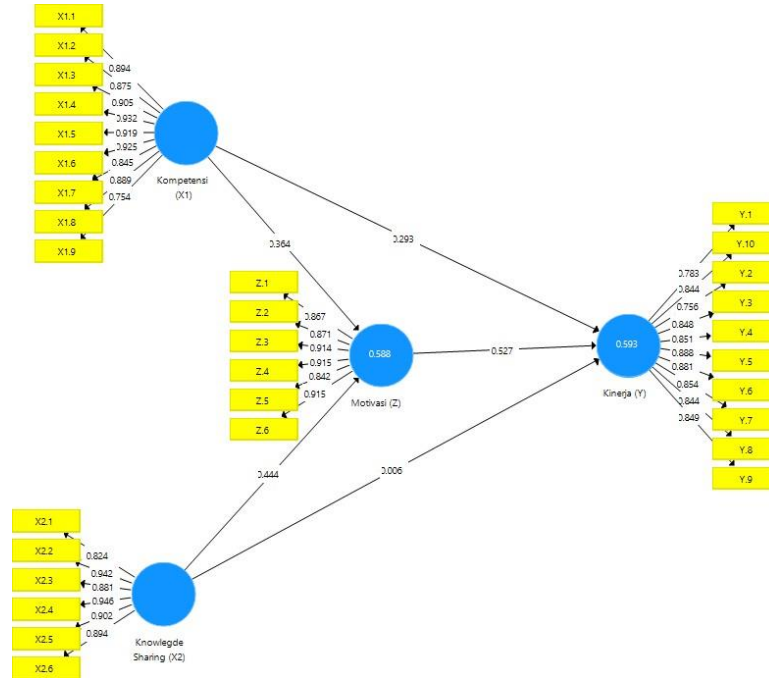 X1.1
X1.2
X1.3
X1.4
X1.5
X1.6
X1.7
X1.8
X1.9
0.894
0.875
0.905
0.932
0.919
0.925
0.845
0.889
0.754
Kompetensi
(X1)
0.364
0.293
Z.1
Z.2
Z.3
Z.4
Z.5
Z.6
0.867
0.871
0.914
0.915
0.842
0.915
0.588
Motivasi (Z)
0.527
0.444
0.006
Y.1
Y.10
Y.2
Y.3
Y.4
Y.5
Y.6
Y.7
Y.8
Y.9
0.783
0.844
0.756
0.848
0.851
0.888
0.881
0.854
0.844
0.849
0.593
Kinerja (Y)
X2.1
X2.2
X2.3
X2.4
X2.5
X2.6
0.824
0.942
0.881
0.946
0.902
0.894
Knowlegde
Sharing (X2)